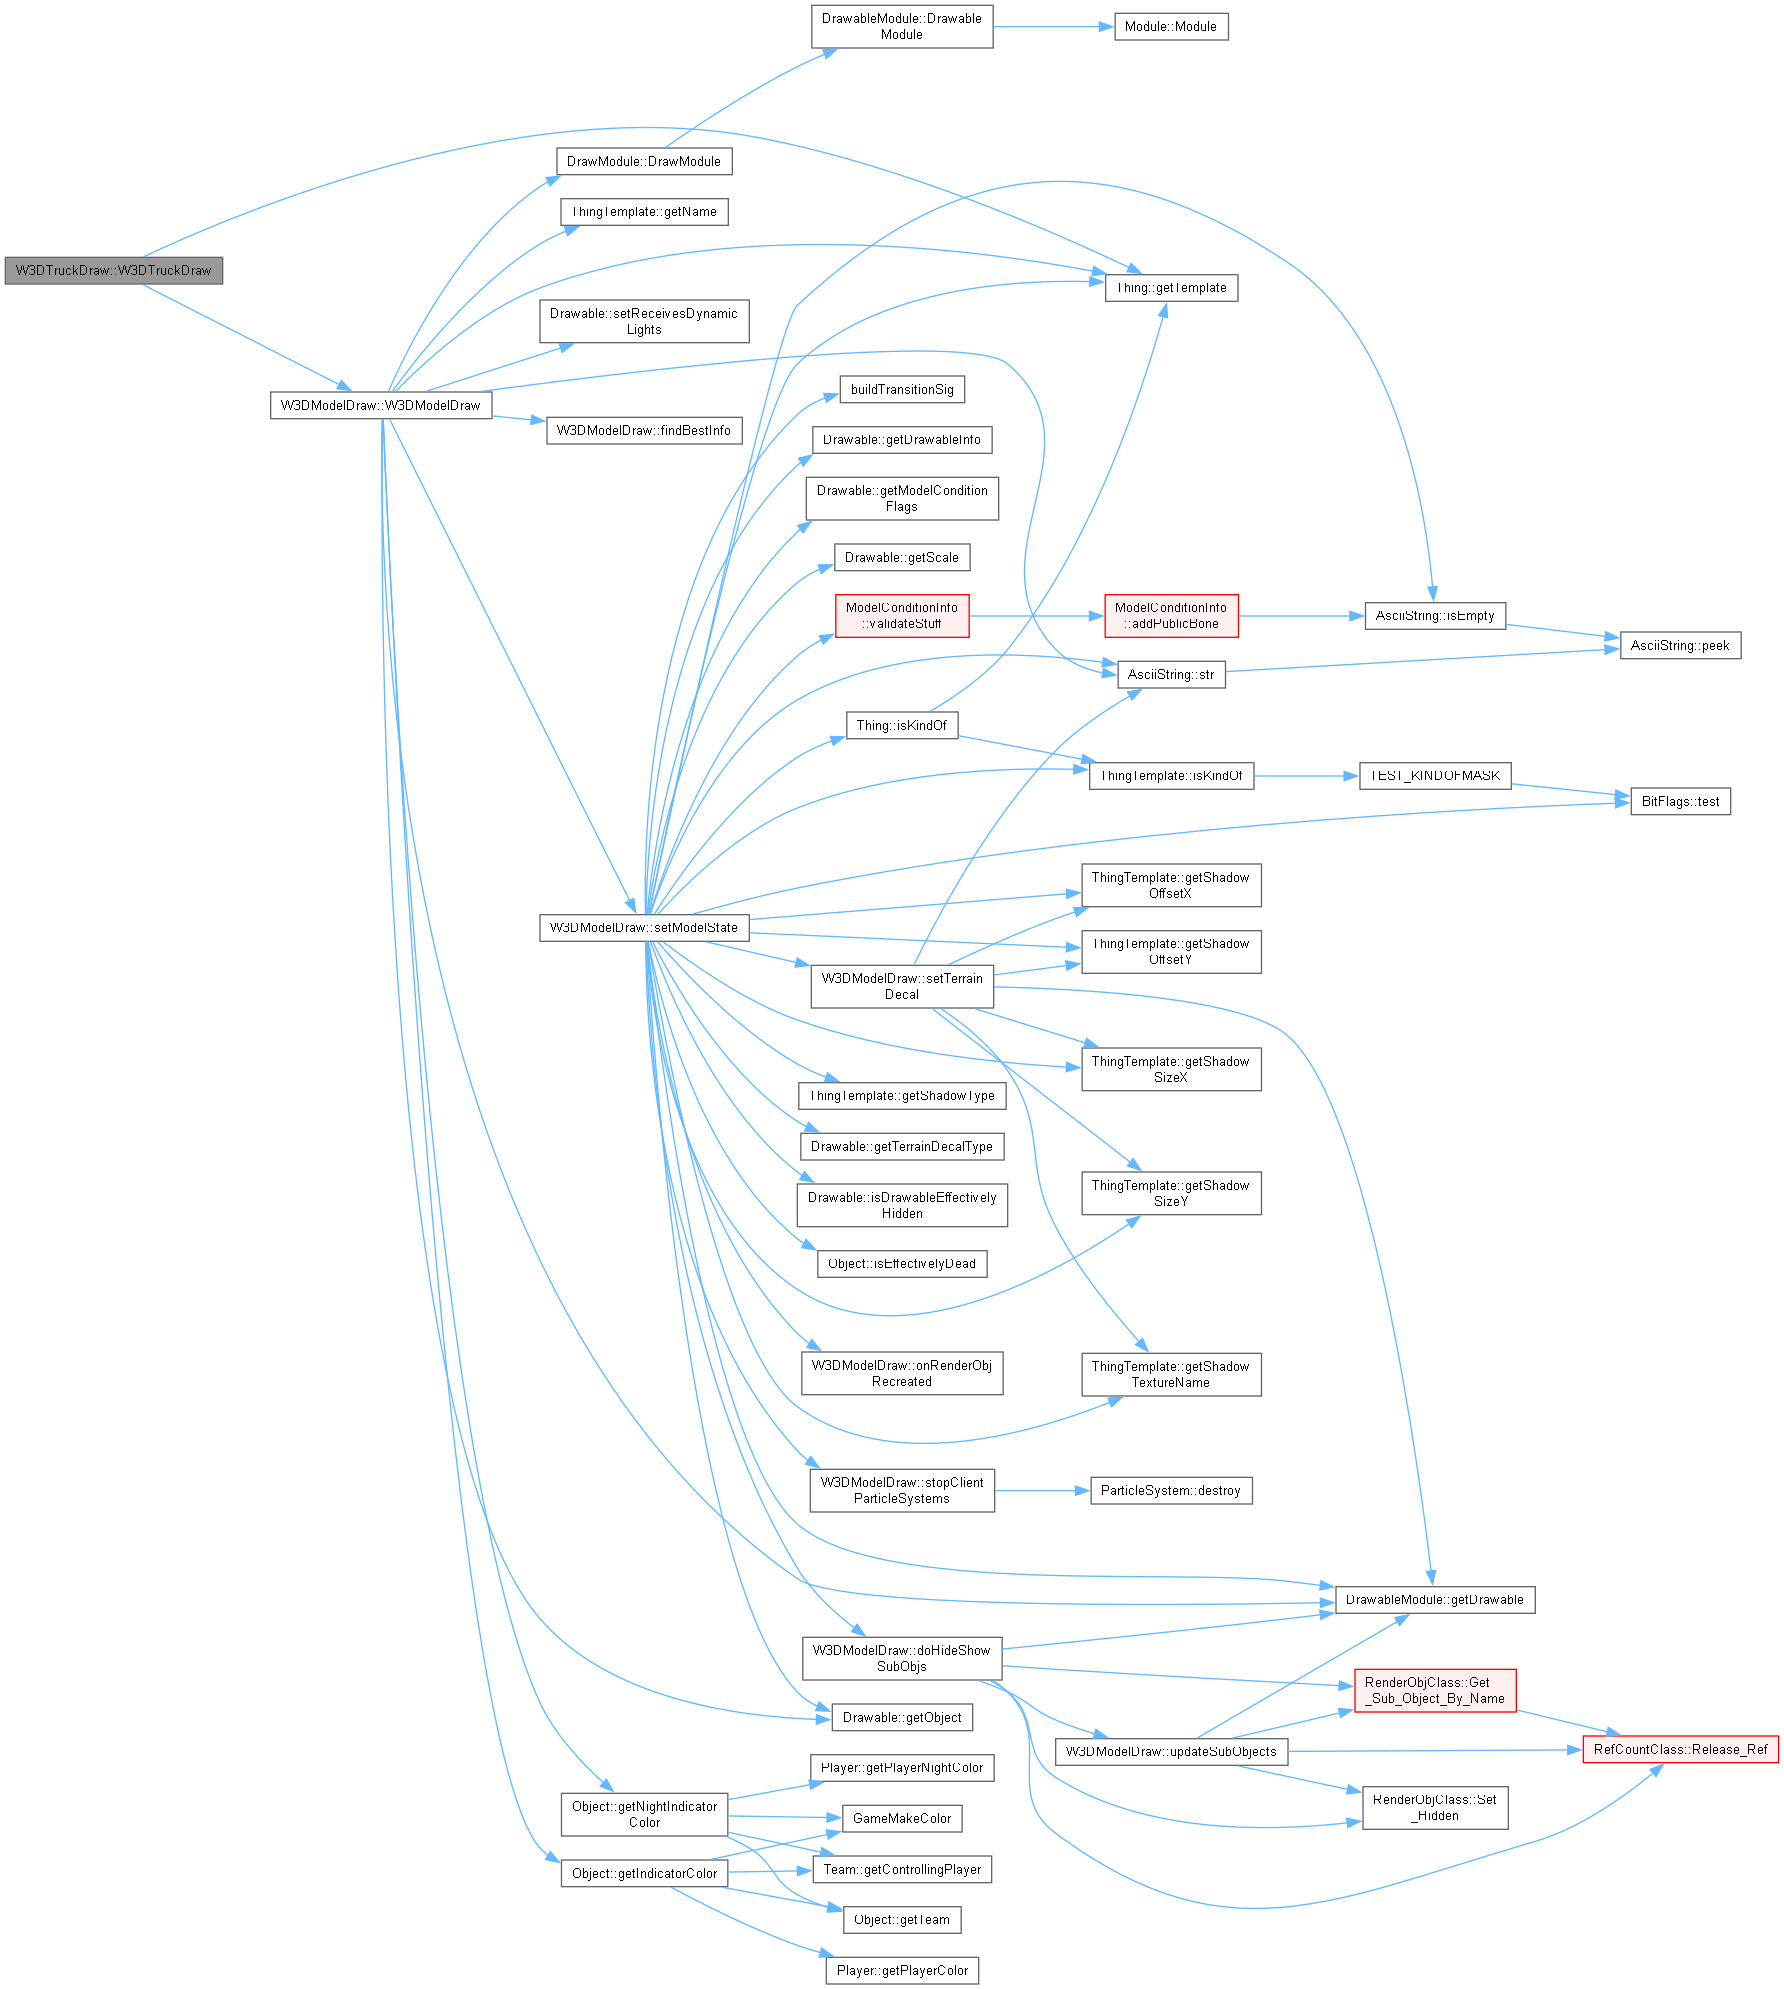 DrawableModule::Drawable
Module
Module::Module
DrawModule::DrawModule
ThingTemplate::getName
W3DTruckDraw::W3DTruckDraw
Thing::getTemplate
Drawable::setReceivesDynamic
Lights
buildTransitionSig
W3DModelDraw::W3DModelDraw
W3DModelDraw::findBestInfo
Drawable::getDrawableInfo
Drawable::getModelCondition
Flags
Drawable::getScale
ModelConditionInfo
::validateStuff
ModelConditionInfo
::addPublicBone
AsciiString::isEmpty
AsciiString::peek
AsciiString::str
Thing::isKindOf
ThingTemplate::isKindOf
TEST_KINDOFMASK
BitFlags::test
ThingTemplate::getShadow
OffsetX
W3DModelDraw::setModelState
ThingTemplate::getShadow
OffsetY
W3DModelDraw::setTerrain
Decal
ThingTemplate::getShadow
SizeX
ThingTemplate::getShadowType
Drawable::getTerrainDecalType
ThingTemplate::getShadow
SizeY
Drawable::isDrawableEffectively
Hidden
Object::isEffectivelyDead
W3DModelDraw::onRenderObj
Recreated
ThingTemplate::getShadow
TextureName
W3DModelDraw::stopClient
ParticleSystems
ParticleSystem::destroy
DrawableModule::getDrawable
W3DModelDraw::doHideShow
SubObjs
RenderObjClass::Get
_Sub_Object_By_Name
Drawable::getObject
W3DModelDraw::updateSubObjects
RefCountClass::Release_Ref
Player::getPlayerNightColor
RenderObjClass::Set
_Hidden
Object::getNightIndicator
Color
GameMakeColor
Team::getControllingPlayer
Object::getIndicatorColor
Object::getTeam
Player::getPlayerColor